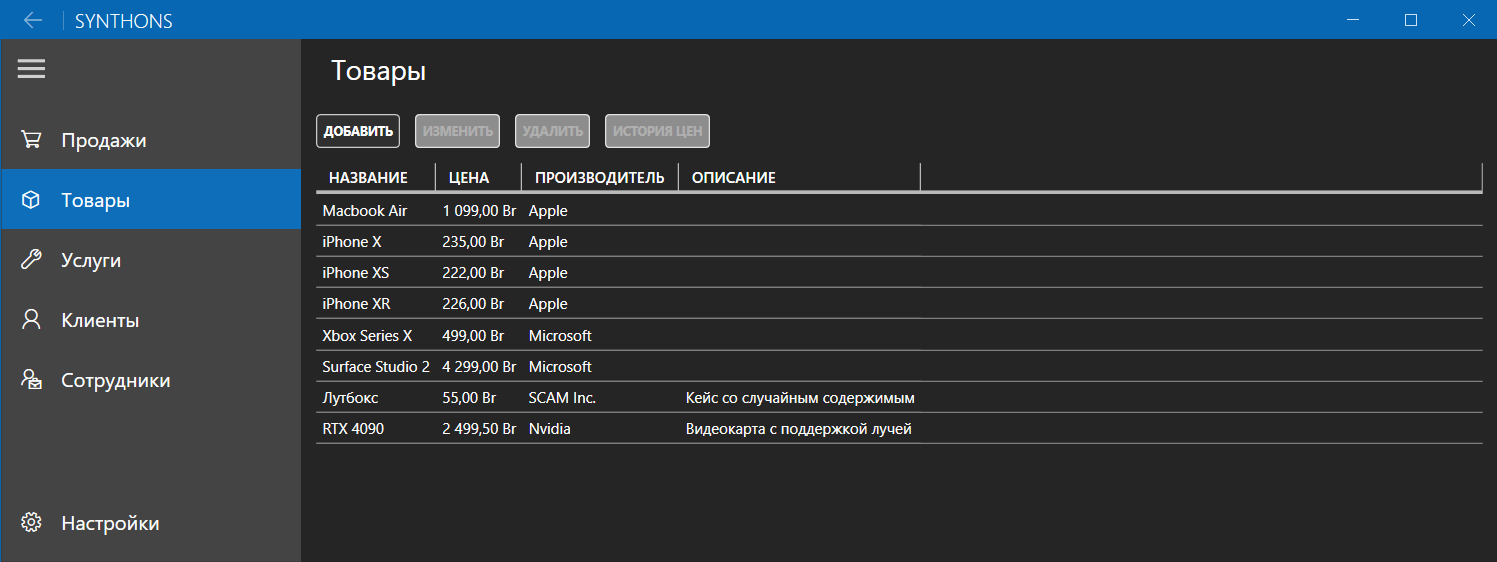 SYNTHONS
Товары
Продажи
Товары
Услуги
Клиенты
Сотрудники
Настройки
ДОБАВИТЬ ИЗМЕНИТЬ УДАЛИТЬ ИСТОРИЯ ЦЕН
НАЗВАНИЕ ЦЕНА ПРОИЗВОДИТЕЛЬ ОПИСАНИЕ
Macbook Air 1 099,00 Br Apple
iPhone X 235,00 Br Apple
iPhone XS 222,00 Br Apple
iPhone XR 226,00 Br Apple
Xbox Series X 499,00 Br Microsoft
Surface Studio 2 4 299,00 Br Microsoft
Лутбокс 55,00 Br SCAM Inc. Кейс со случайным содержимым
RTX 4090 2 499,50 Br Nvidia Видеокарта с поддержкой лучей